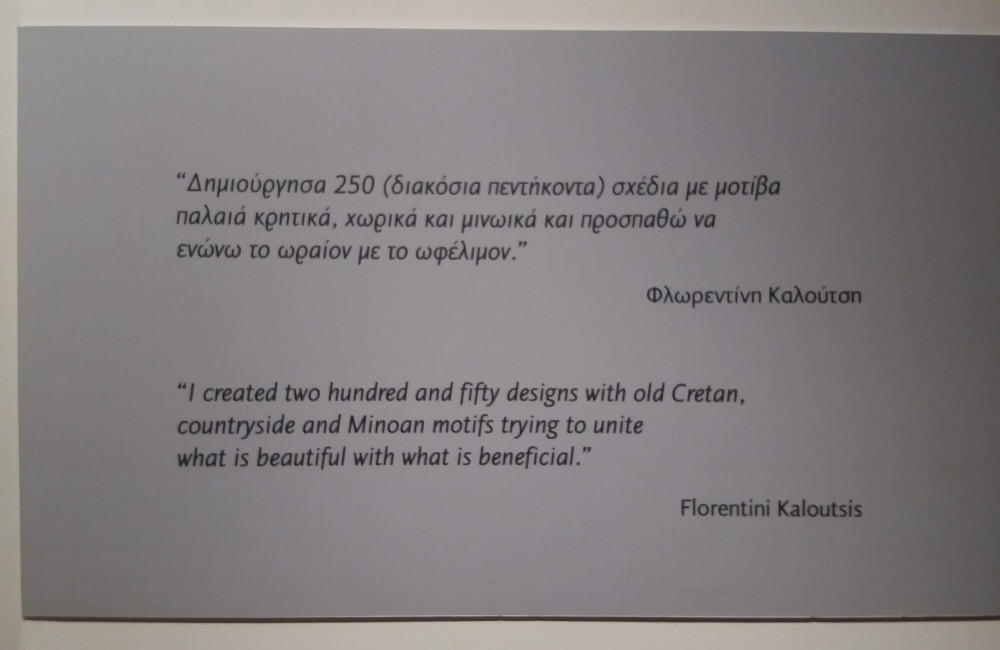 “Δημιούργησα 250 (διακόσια πεντήκοντα) σχέδια με μοτίβα
παλαιά κρητικά, χωρικά και μινωικά και προσπαθώ να
ενώνω το ωραίον με το ωφέλιμον.”
Φλωρεντίνη Καλούτση
“I created two hundred and fifty designs with old Cretan,
countryside and Minoan motifs trying to unite
what is beautiful with what is beneficial.”
Florentini Kaloutsis